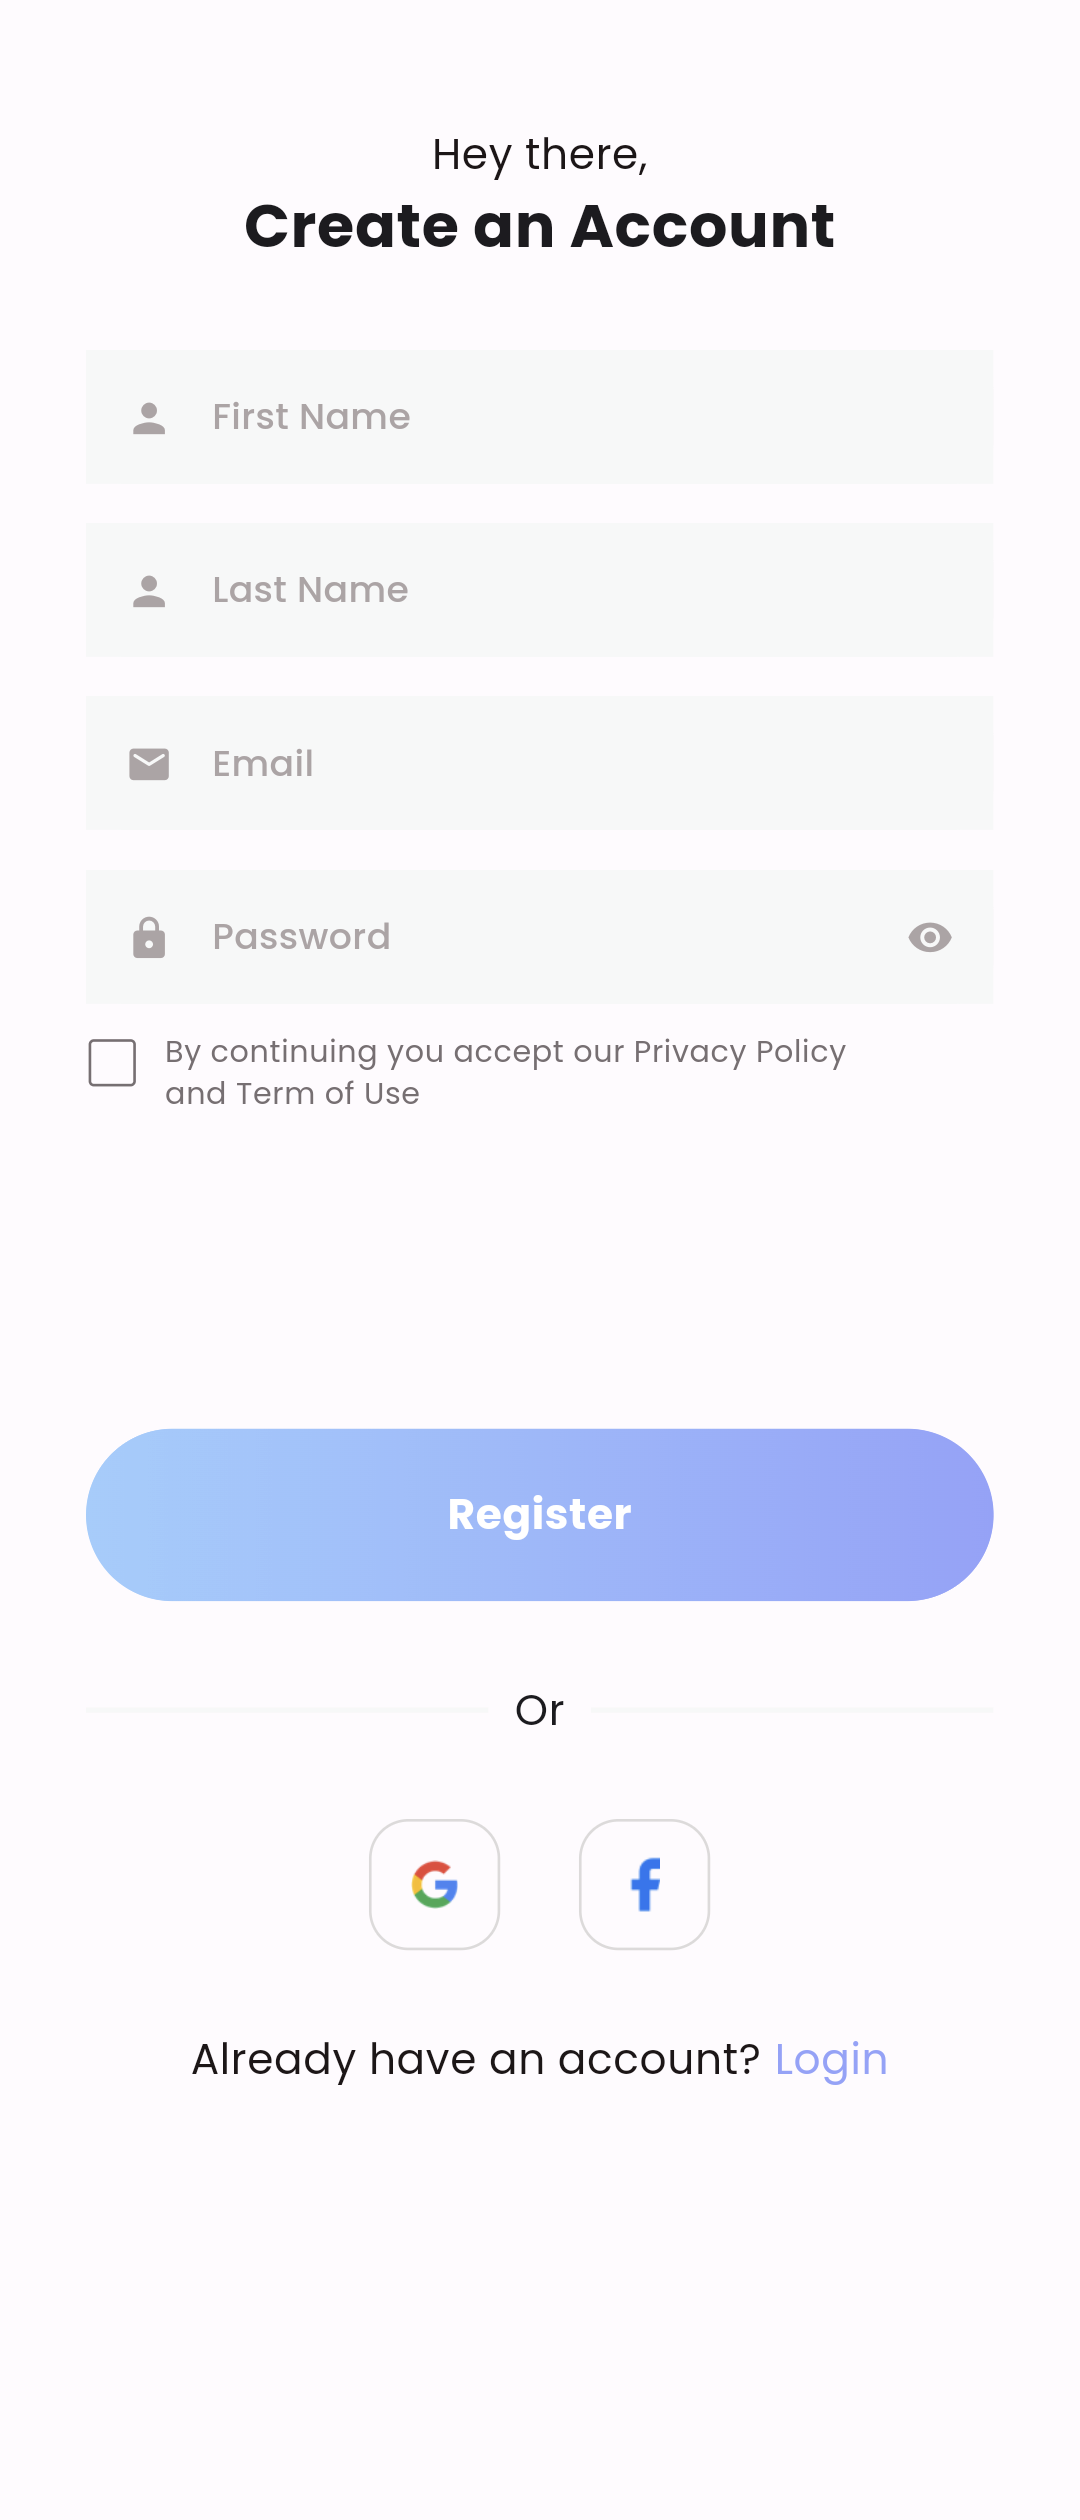 Hey there,
Create an Account
First Name
Last Name
Email
Password
By continuing you accept our Privacy Policy
and Term of Use
Register
Or
Already have an account? Login